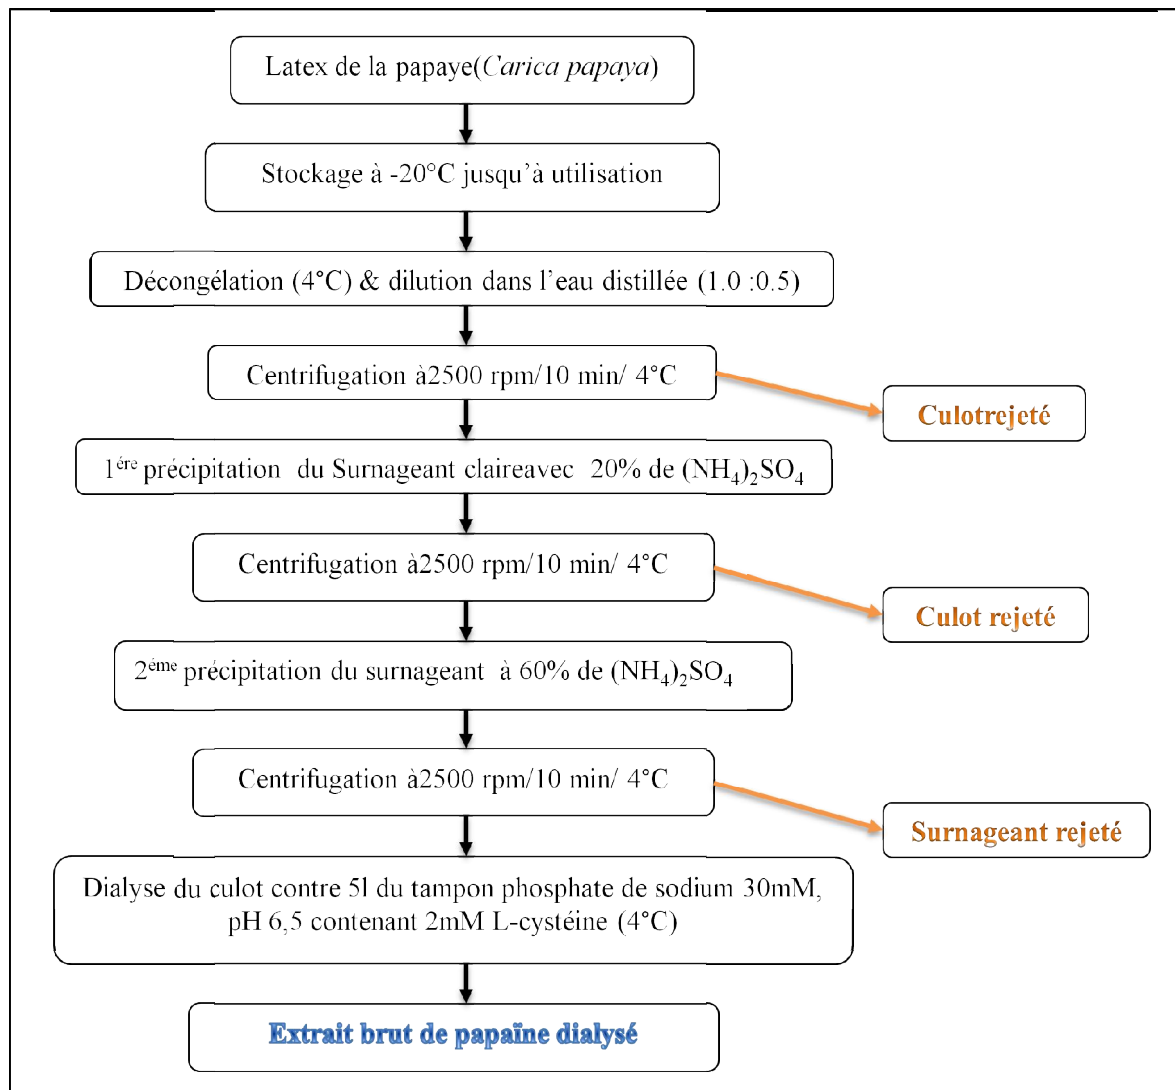 Latex de la papaye(Carica papaya)
Stockage à -20°C jusqu’à utilisation
Décongélation (4°C) & dilution dans l’eau distillée (1.0 :0.5)
Centrifugation à2500 rpm/10 min/ 4°C
Culotrejeté
1ére précipitation du Surnageant claireavec 20% de (NH4)2SO4
Centrifugation à2500 rpm/10 min/ 4°C
Culot rejeté
2éme précipitation du surnageant à 60% de (NH4)2SO4
Centrifugation à2500 rpm/10 min/ 4°C
Surnageant rejeté
Dialyse du culot contre 5l du tampon phosphate de sodium 30mM,
pH 6,5 contenant 2mM L-cystéine (4°C)
Extrait brut de papaïne dialysé